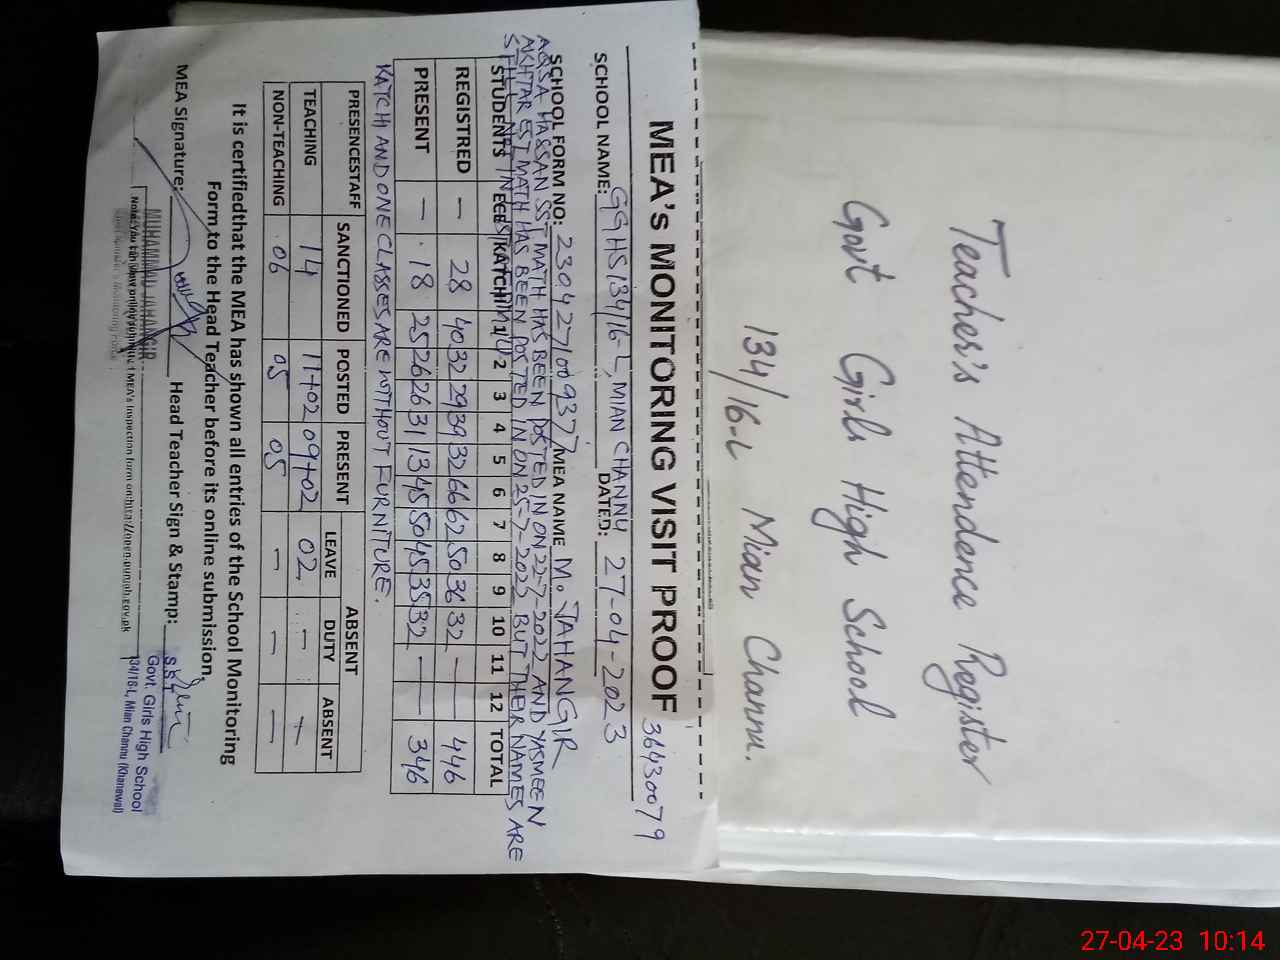 Teacher's Attendence Register
Govt Girls High School
134/16-L Mian Channu.
MEA's MONITORING VISIT PROOF
36430079
SCHOOL NAME: GGHS 134/16-L, MIAN CHANNU DATED: 27-04-2023
SCHOOL FORM NO: 230427009377 MEA NAME M. JAHANGIR
AQSA HASSAN SST MATH HAS BEEN POSTED IN ON 22-7-2022 AND YASMEEN
AKHTAR EST MATH HAS BEEN POSTED IN ON 25-7-2022 BUT THER NAMES ARE
STUDENTS ECE KATCHI 1 2 3 4 5 6 7 8 9 10 11 12 TOTAL
REGISTRED — 28 40 32 29 39 32 66 62 50 36 32 — — 446
PRESENT — 18 25 26 26 31 13 45 50 45 35 32 — — 346
KATCHI AND ONE CLASSES ARE WITHOUT FURNITURE.
PRESENCESTAFF SANCTIONED POSTED PRESENT ABSENT
LEAVE DUTY ABSENT
TEACHING 14 11+02 09+02 02 — —
NON-TEACHING 06 05 05 — — —
It is certifiedthat the MEA has shown all entries of the School Monitoring
Form to the Head Teacher before its online submission.
MEA Signature: Head Teacher Sign & Stamp:
MUHAMMAD JAHANGIR
SST
Govt. Girls High School
134/16-L, Mian Channu (Khanewal)
27-04-23 10:14